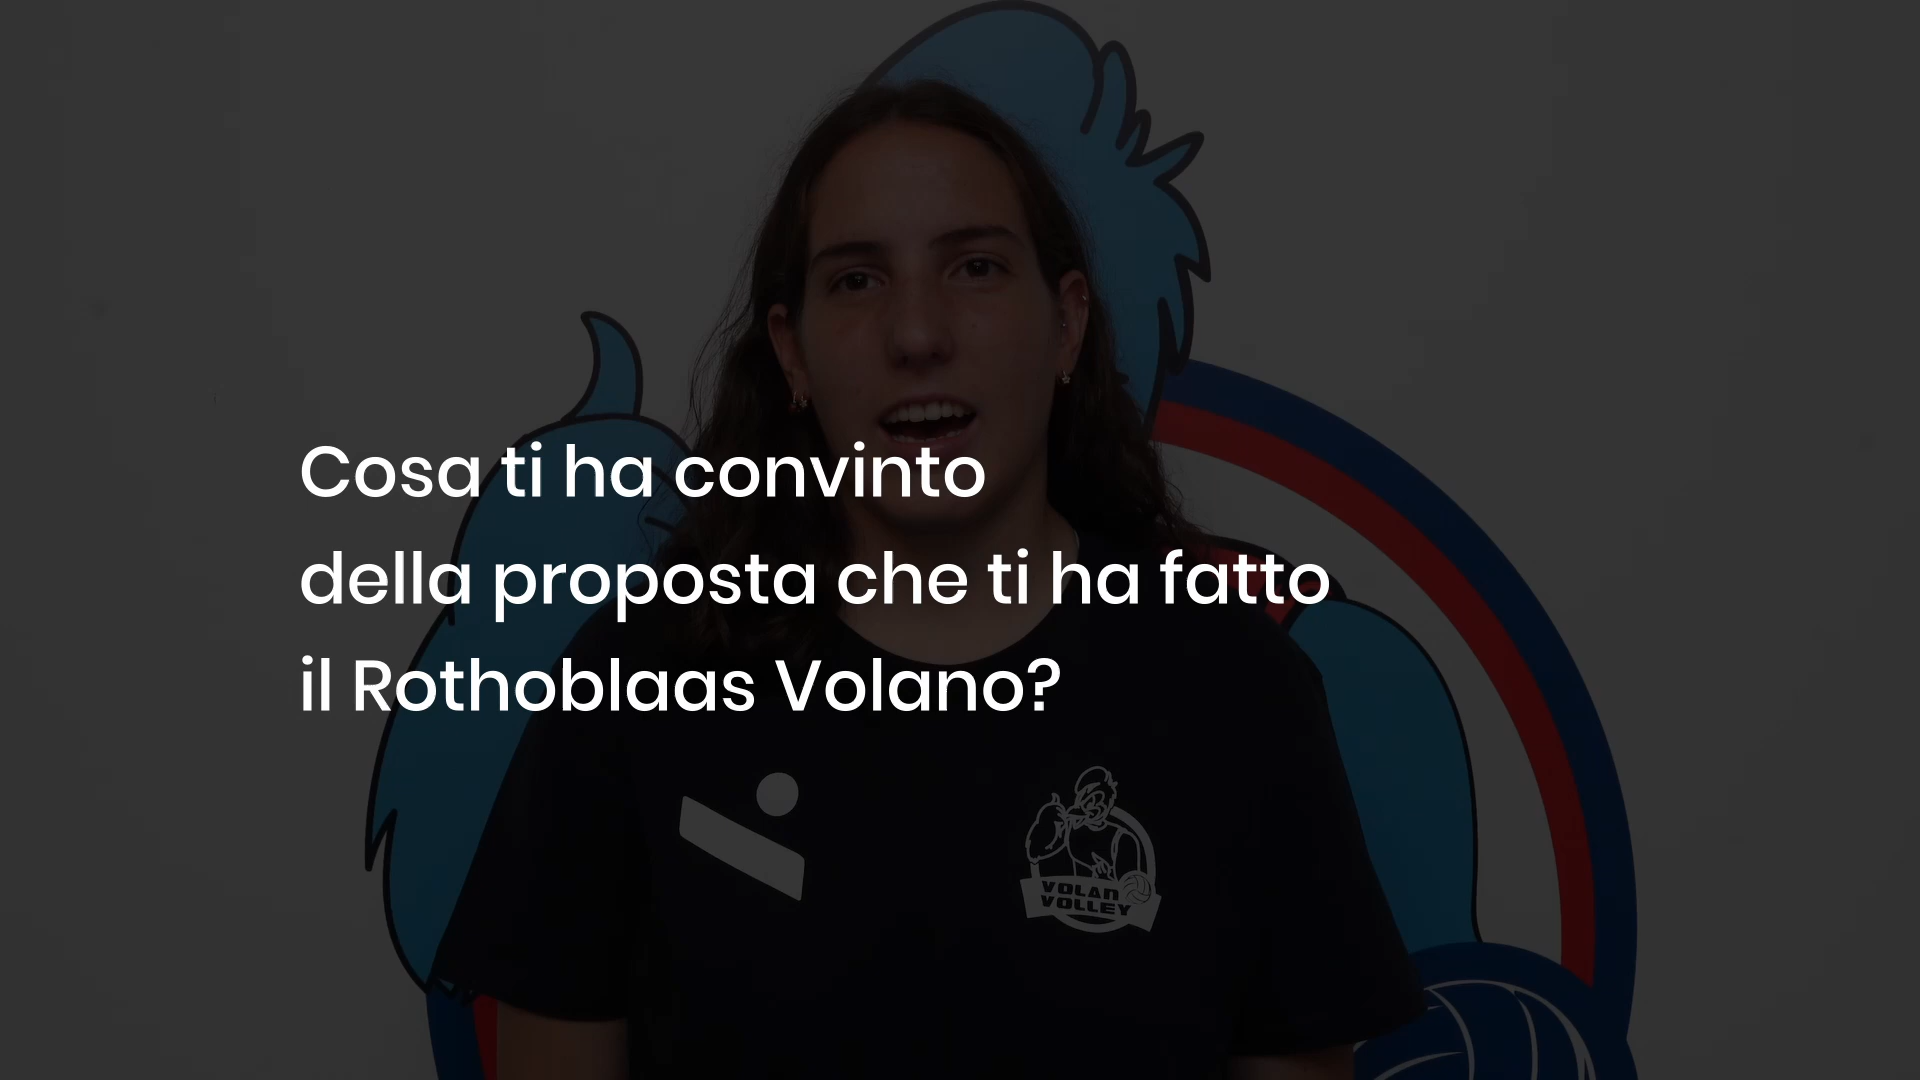 Cosa ti ha convinto
della proposta che ti ha fatto
il Rothoblaas Volano?
VOLAN
VOLLEY